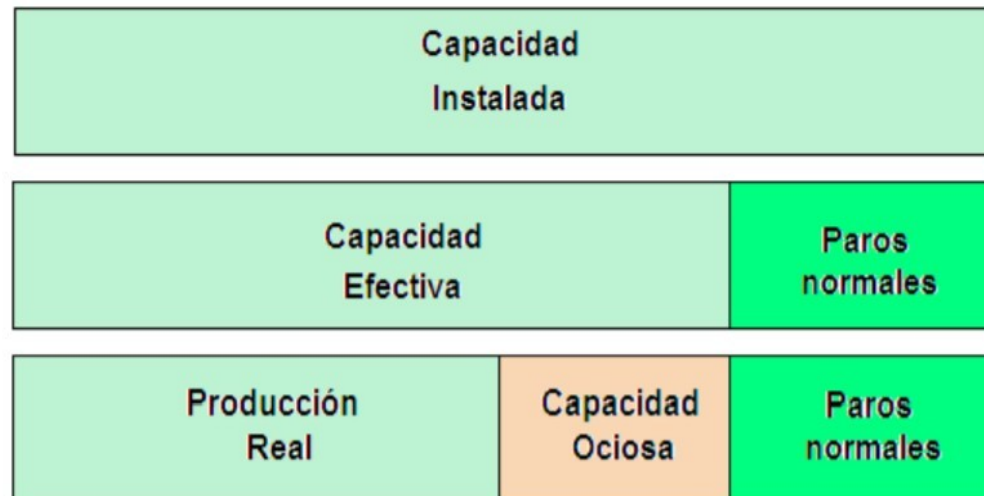 Capacidad
Instalada
Capacidad
Efectiva
Paros
normales
Producción
Real
Capacidad
Ociosa
Paros
normales